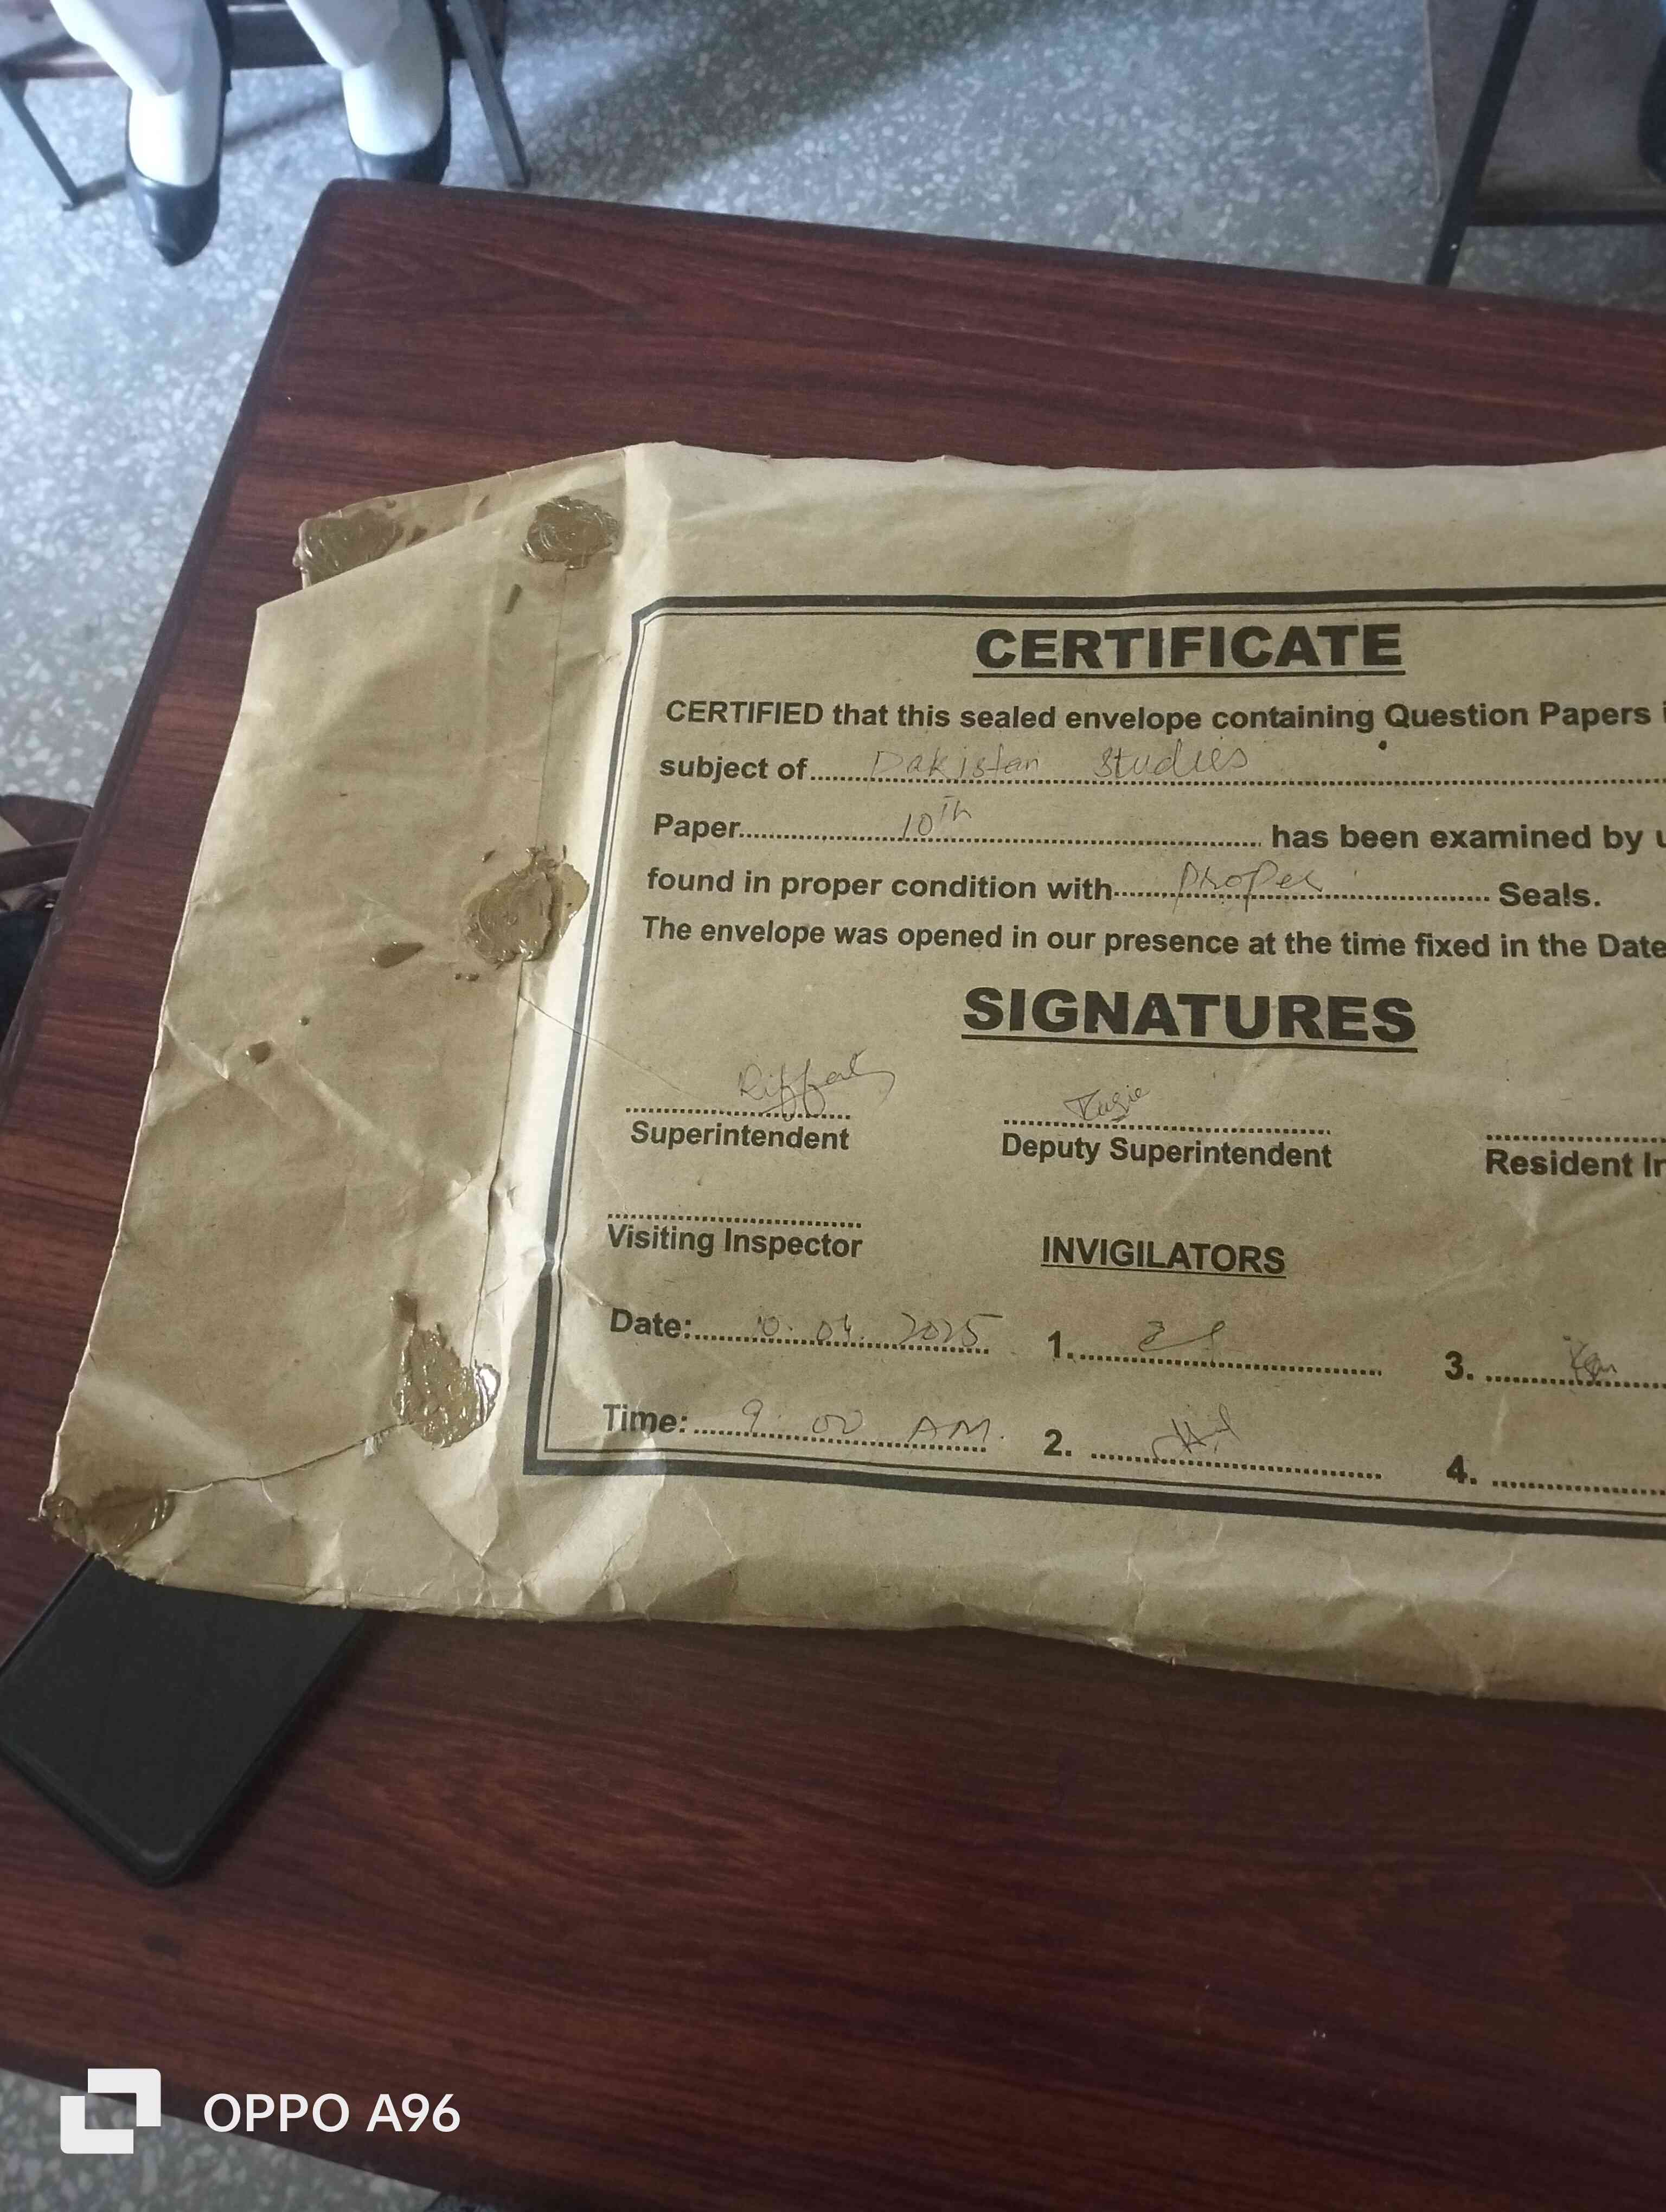 CERTIFICATE
CERTIFIED that this sealed envelope containing Question Papers
subject of Pakistan Studies
Paper 10th has been examined by
found in proper condition with proper Seals.
The envelope was opened in our presence at the time fixed in the Date
SIGNATURES
Superintendent Deputy Superintendent Resident
Visiting Inspector INVIGILATORS
Date: 10.04.2025 1. 3.
Time: 9:00 AM. 2. 4.
OPPO A96